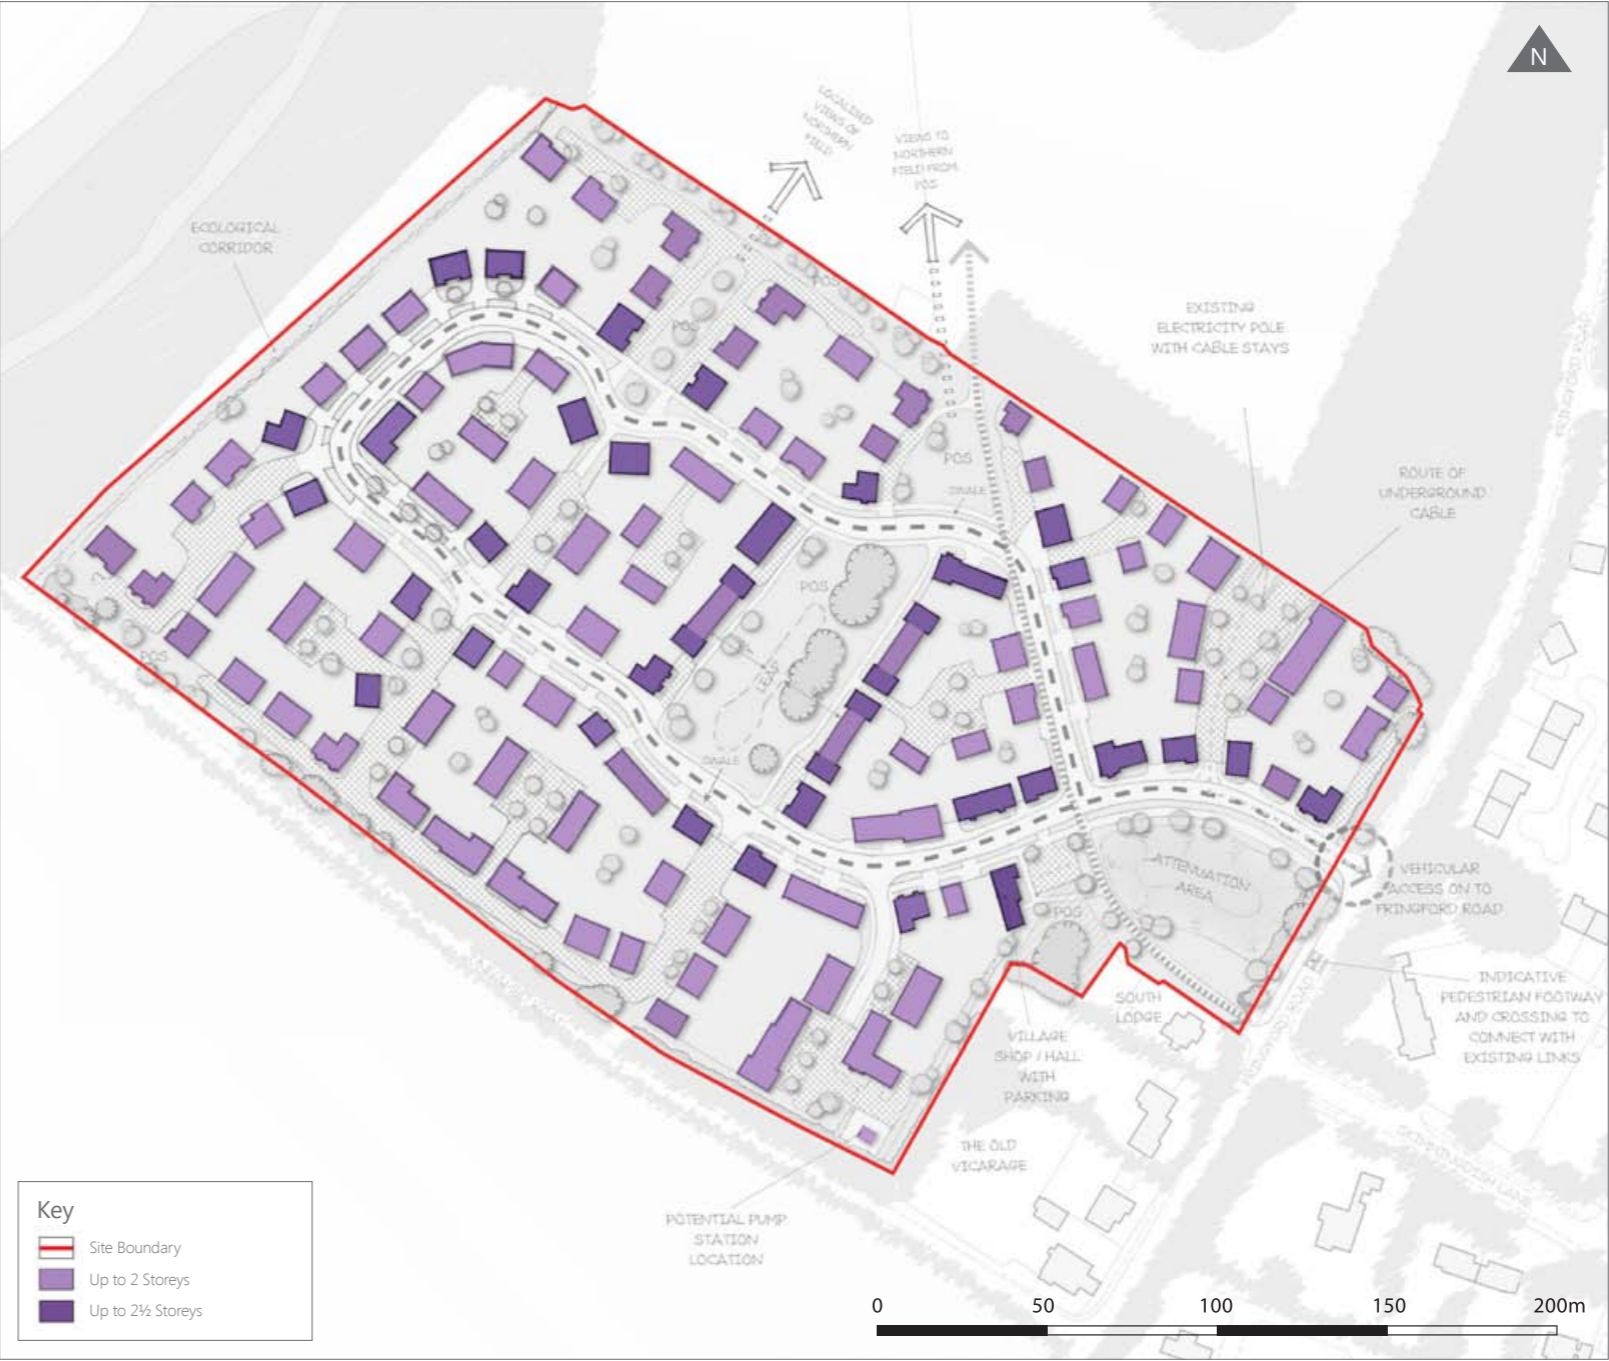 N
LOCALISED
VIEWS OF
NORTHERN
FIELD
VIEWS TO
NORTHERN
FIELD FROM
POS
ECOLOGICAL
CORRIDOR
POS
POS
EXISTING
ELECTRICITY POLE
WITH CABLE STAYS
FRINGFORD ROAD
POS
SWALE
ROUTE OF
UNDERGROUND
CABLE
POS
POS
LEAP
SWALE
ATTENUATION
AREA
VEHICULAR
ACCESS ON TO
FRINGFORD ROAD
POS
SOUTH
LODGE
FRINGFORD ROAD
INDICATIVE
PEDESTRIAN FOOTWAY
AND CROSSING TO
CONNECT WITH
EXISTING LINKS
VILLAGE
SHOP / HALL
WITH
PARKING
THE OLD
VICARAGE
POTENTIAL PUMP
STATION
LOCATION
Key
Site Boundary
Up to 2 Storeys
Up to 2½ Storeys
0 50 100 150 200m